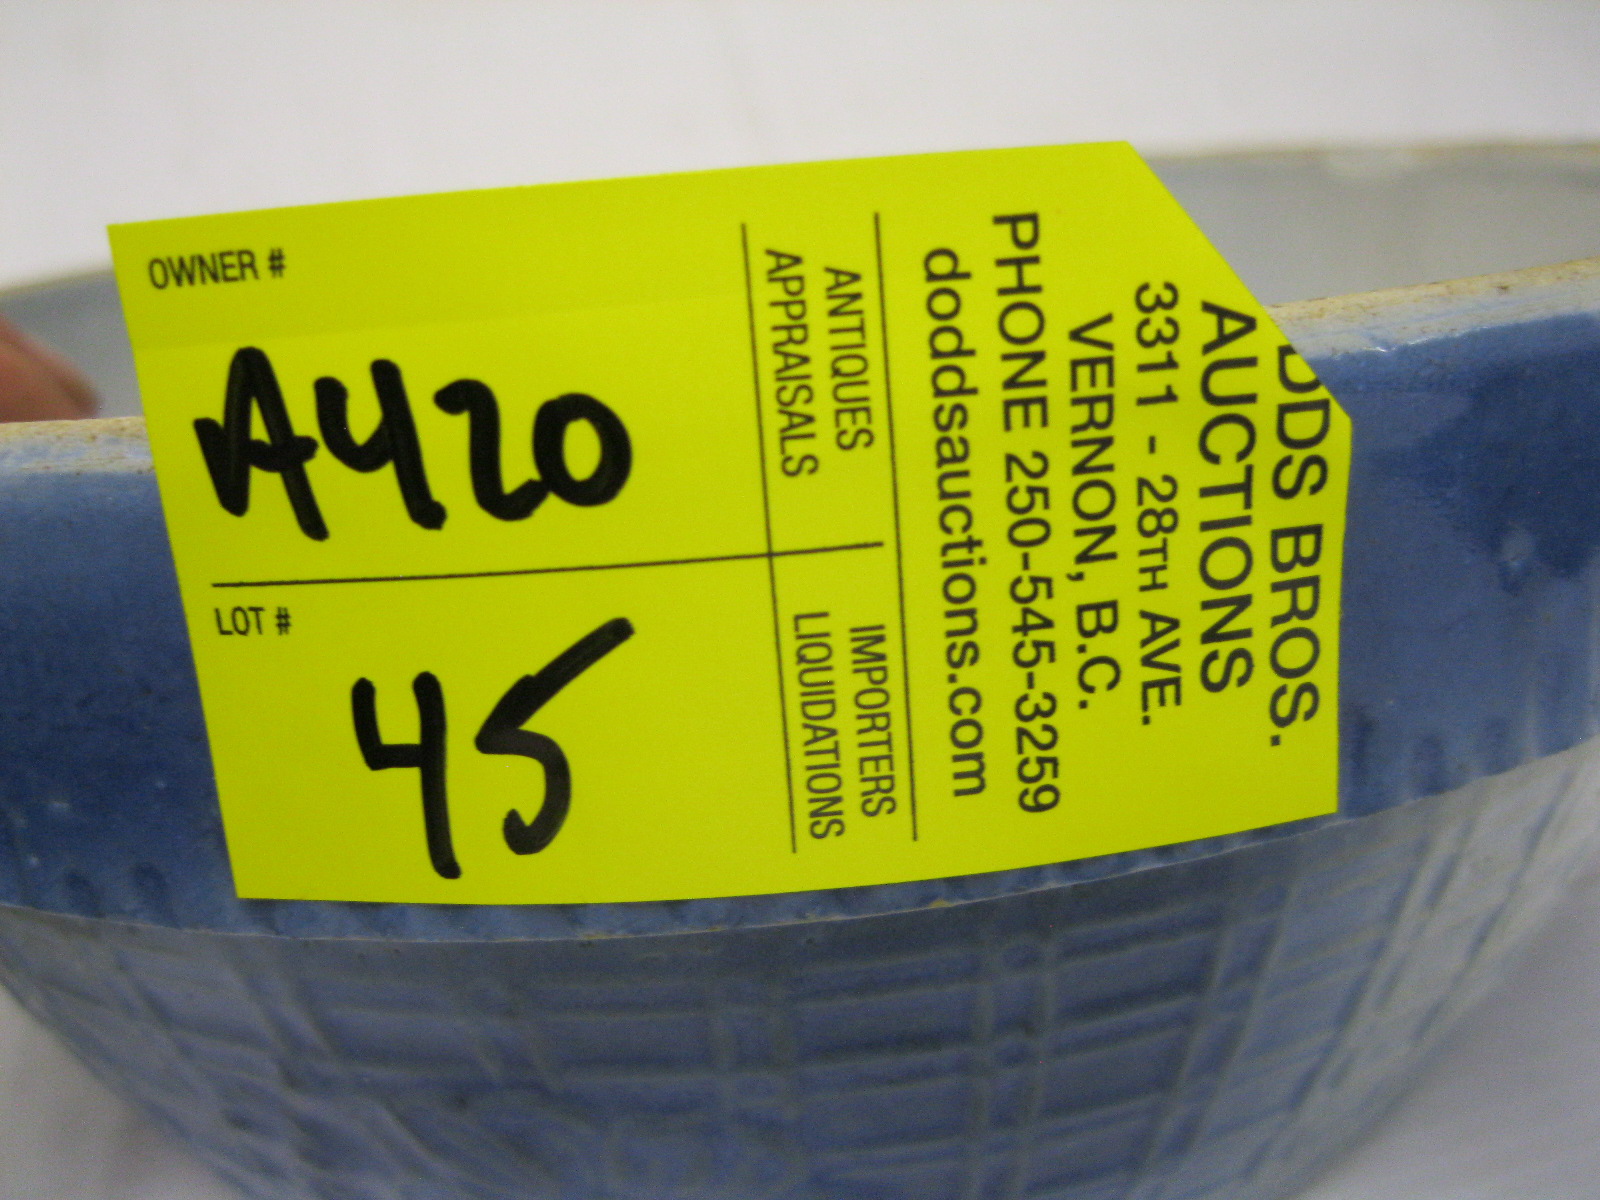 OWNER #
A420
LOT #
45
ANTIQUES
APPRAISALS
IMPORTERS
LIQUIDATIONS
DDS BROS.
AUCTIONS
3311 - 28TH AVE.
VERNON, B.C.
PHONE 250-545-3259
doddsauctions.com